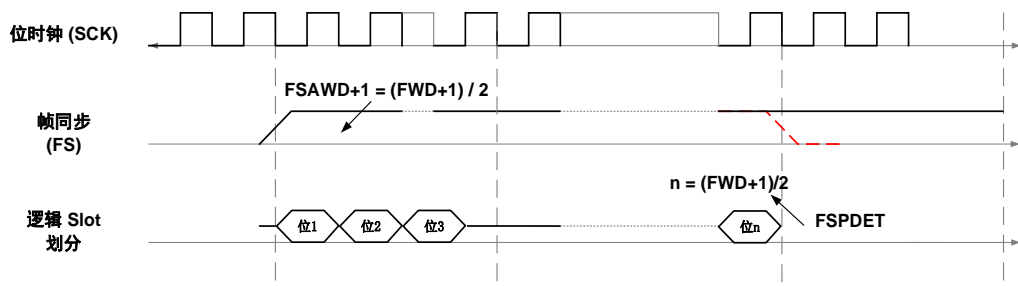 位时钟 (SCK)
FSAWD+1 = (FWD+1) / 2
帧同步
(FS)
n = (FWD+1)/2
FSPDET
逻辑 Slot
划分
位1
位2
位3
位n